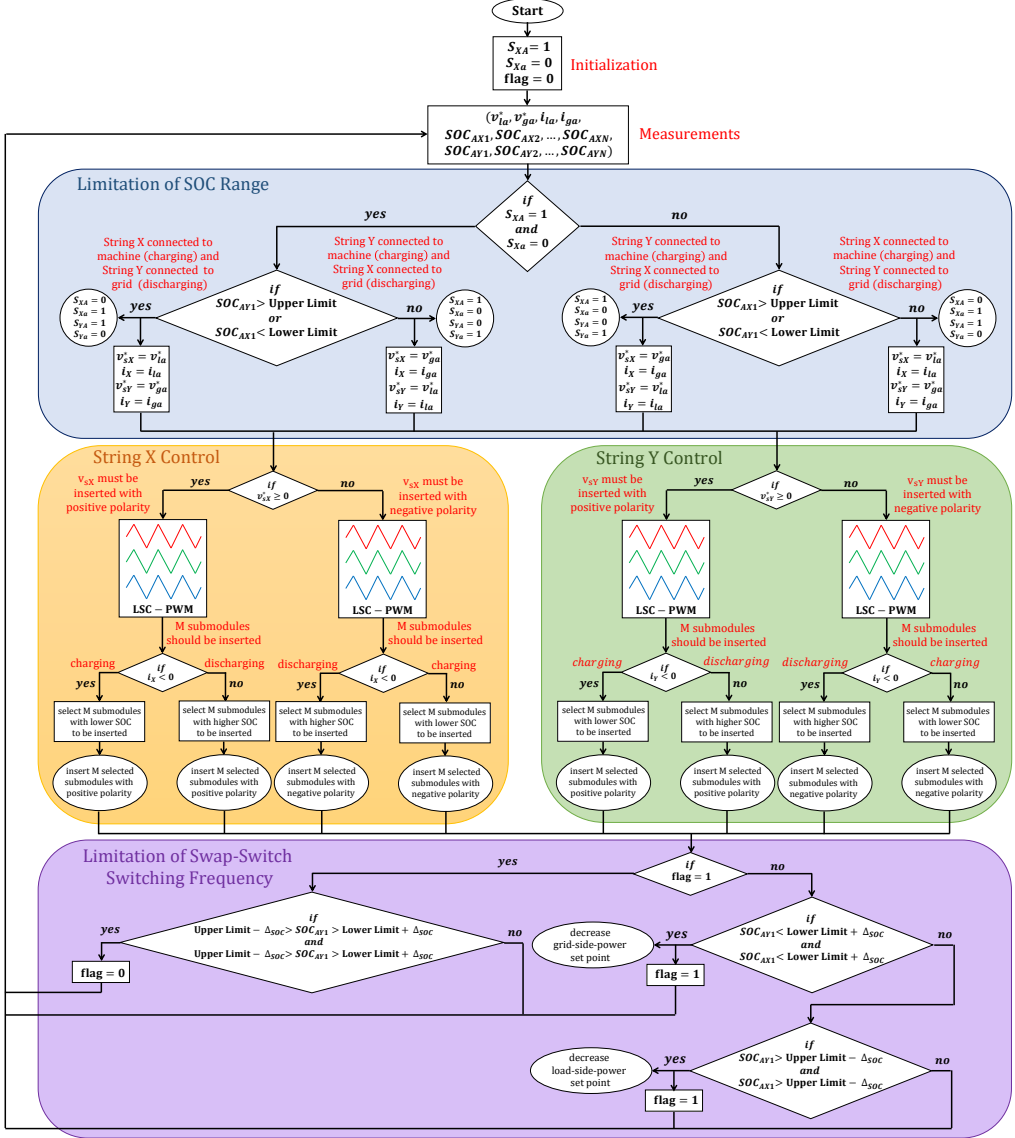 Start
S_XA = 1
S_Xa = 0
flag = 0
Initialization
(v*_la, v*_ga, i_la, i_ga,
SOC_AX1, SOC_AX2, …, SOC_AXN,
SOC_AY1, SOC_AY2, …, SOC_AYN)
Measurements
Limitation of SOC Range
if
S_XA = 1
and
S_Xa = 0
yes
no
String X connected to
machine (charging) and
String Y connected to
grid (discharging)
String Y connected to
machine (charging) and
String X connected to
grid (discharging)
String Y connected to
machine (charging) and
String X connected to
grid (discharging)
String X connected to
machine (charging) and
String Y connected to
grid (discharging)
S_XA = 0
S_Xa = 1
S_YA = 1
S_Ya = 0
yes
if
SOC_AY1 > Upper Limit
or
SOC_AX1 < Lower Limit
no
S_XA = 1
S_Xa = 0
S_YA = 0
S_Ya = 1
S_XA = 1
S_Xa = 0
S_YA = 0
S_Ya = 1
yes
if
SOC_AX1 > Upper Limit
or
SOC_AY1 < Lower Limit
no
S_XA = 0
S_Xa = 1
S_YA = 1
S_Ya = 0
v*_sX = v*_la
i_X = i_la
v*_sY = v*_ga
i_Y = i_ga
v*_sX = v*_ga
i_X = i_ga
v*_sY = v*_la
i_Y = i_la
v*_sX = v*_ga
i_X = i_ga
v*_sY = v*_la
i_Y = i_la
v*_sX = v*_la
i_X = i_la
v*_sY = v*_ga
i_Y = i_ga
String X Control
v_sX must be
inserted with
positive polarity
yes
if
v*_sX ≥ 0
no
v_sX must be
inserted with
negative polarity
LSC − PWM
LSC − PWM
M submodules
should be inserted
M submodules
should be inserted
charging
yes
if
i_X < 0
discharging
no
discharging
yes
if
i_X < 0
charging
no
select M submodules
with lower SOC
to be inserted
select M submodules
with higher SOC
to be inserted
select M submodules
with higher SOC
to be inserted
select M submodules
with lower SOC
to be inserted
insert M selected
submodules with
positive polarity
insert M selected
submodules with
positive polarity
insert M selected
submodules with
negative polarity
insert M selected
submodules with
negative polarity
String Y Control
v_sY must be
inserted with
positive polarity
yes
if
v*_sY ≥ 0
no
v_sY must be
inserted with
negative polarity
LSC − PWM
LSC − PWM
M submodules
should be inserted
M submodules
should be inserted
charging
yes
if
i_Y < 0
discharging
no
discharging
yes
if
i_Y < 0
charging
no
select M submodules
with lower SOC
to be inserted
select M submodules
with higher SOC
to be inserted
select M submodules
with higher SOC
to be inserted
select M submodules
with lower SOC
to be inserted
insert M selected
submodules with
positive polarity
insert M selected
submodules with
positive polarity
insert M selected
submodules with
negative polarity
insert M selected
submodules with
negative polarity
Limitation of Swap-Switch
Switching Frequency
yes
if
flag = 1
no
yes
if
Upper Limit − Δ_SOC > SOC_AY1 > Lower Limit + Δ_SOC
and
Upper Limit − Δ_SOC > SOC_AY1 > Lower Limit + Δ_SOC
no
flag = 0
decrease
grid-side-power
set point
yes
flag = 1
if
SOC_AY1 < Lower Limit + Δ_SOC
and
SOC_AX1 < Lower Limit + Δ_SOC
no
decrease
load-side-power
set point
yes
flag = 1
if
SOC_AY1 > Upper Limit − Δ_SOC
and
SOC_AX1 > Upper Limit − Δ_SOC
no